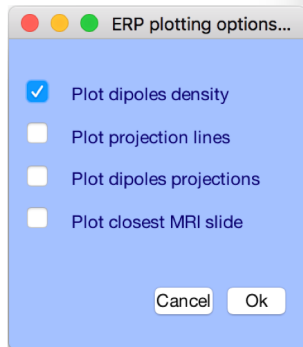 ERP plotting options...
Plot dipoles density
Plot projection lines
Plot dipoles projections
Plot closest MRI slide
Cancel Ok